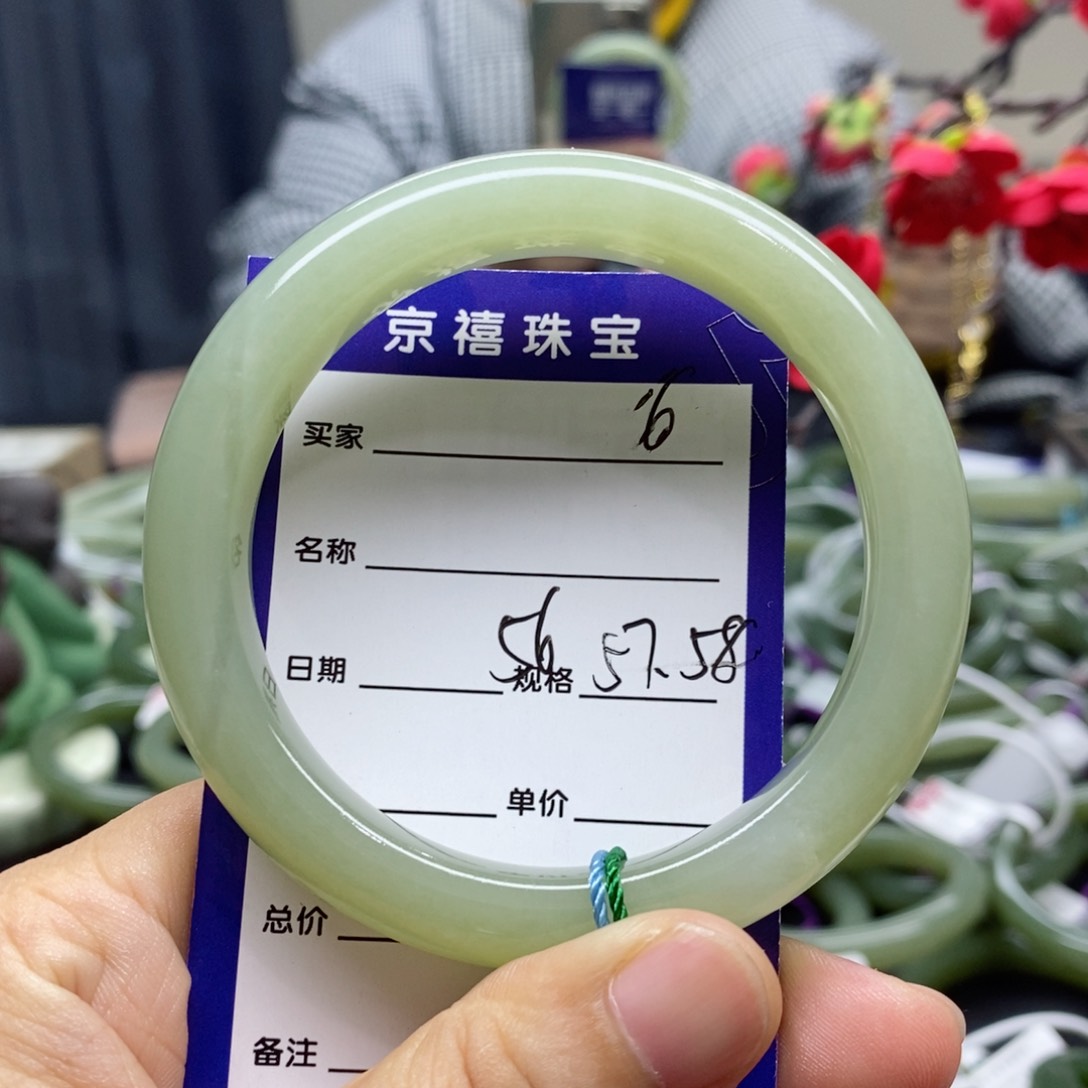 京禧珠宝
买家 16
名称
56
日期 规格 57.58
单价
总价
备注